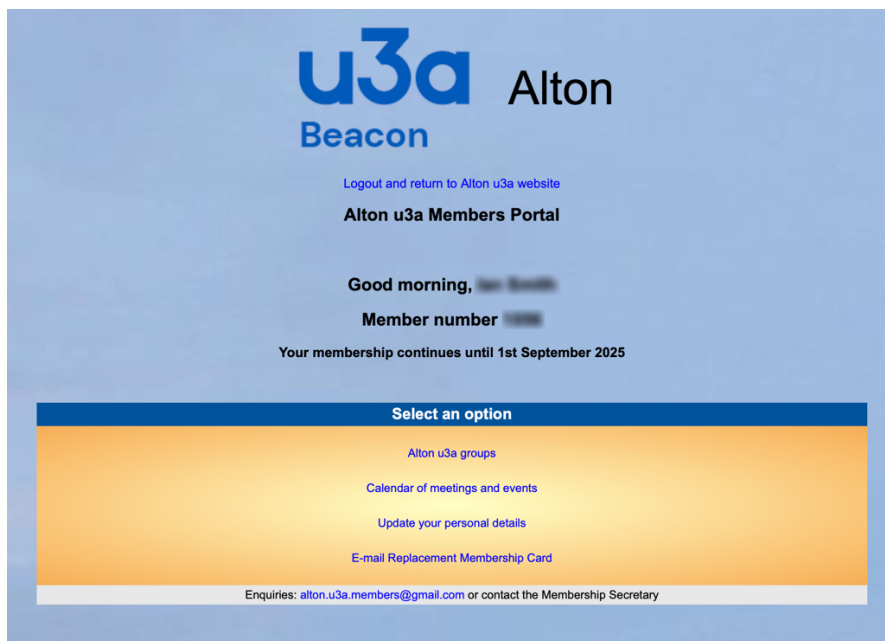 u3a Alton
Beacon
Logout and return to Alton u3a website
Alton u3a Members Portal
Good morning,
Member number
Your membership continues until 1st September 2025
Select an option
Alton u3a groups
Calendar of meetings and events
Update your personal details
E-mail Replacement Membership Card
Enquiries: alton.u3a.members@gmail.com or contact the Membership Secretary